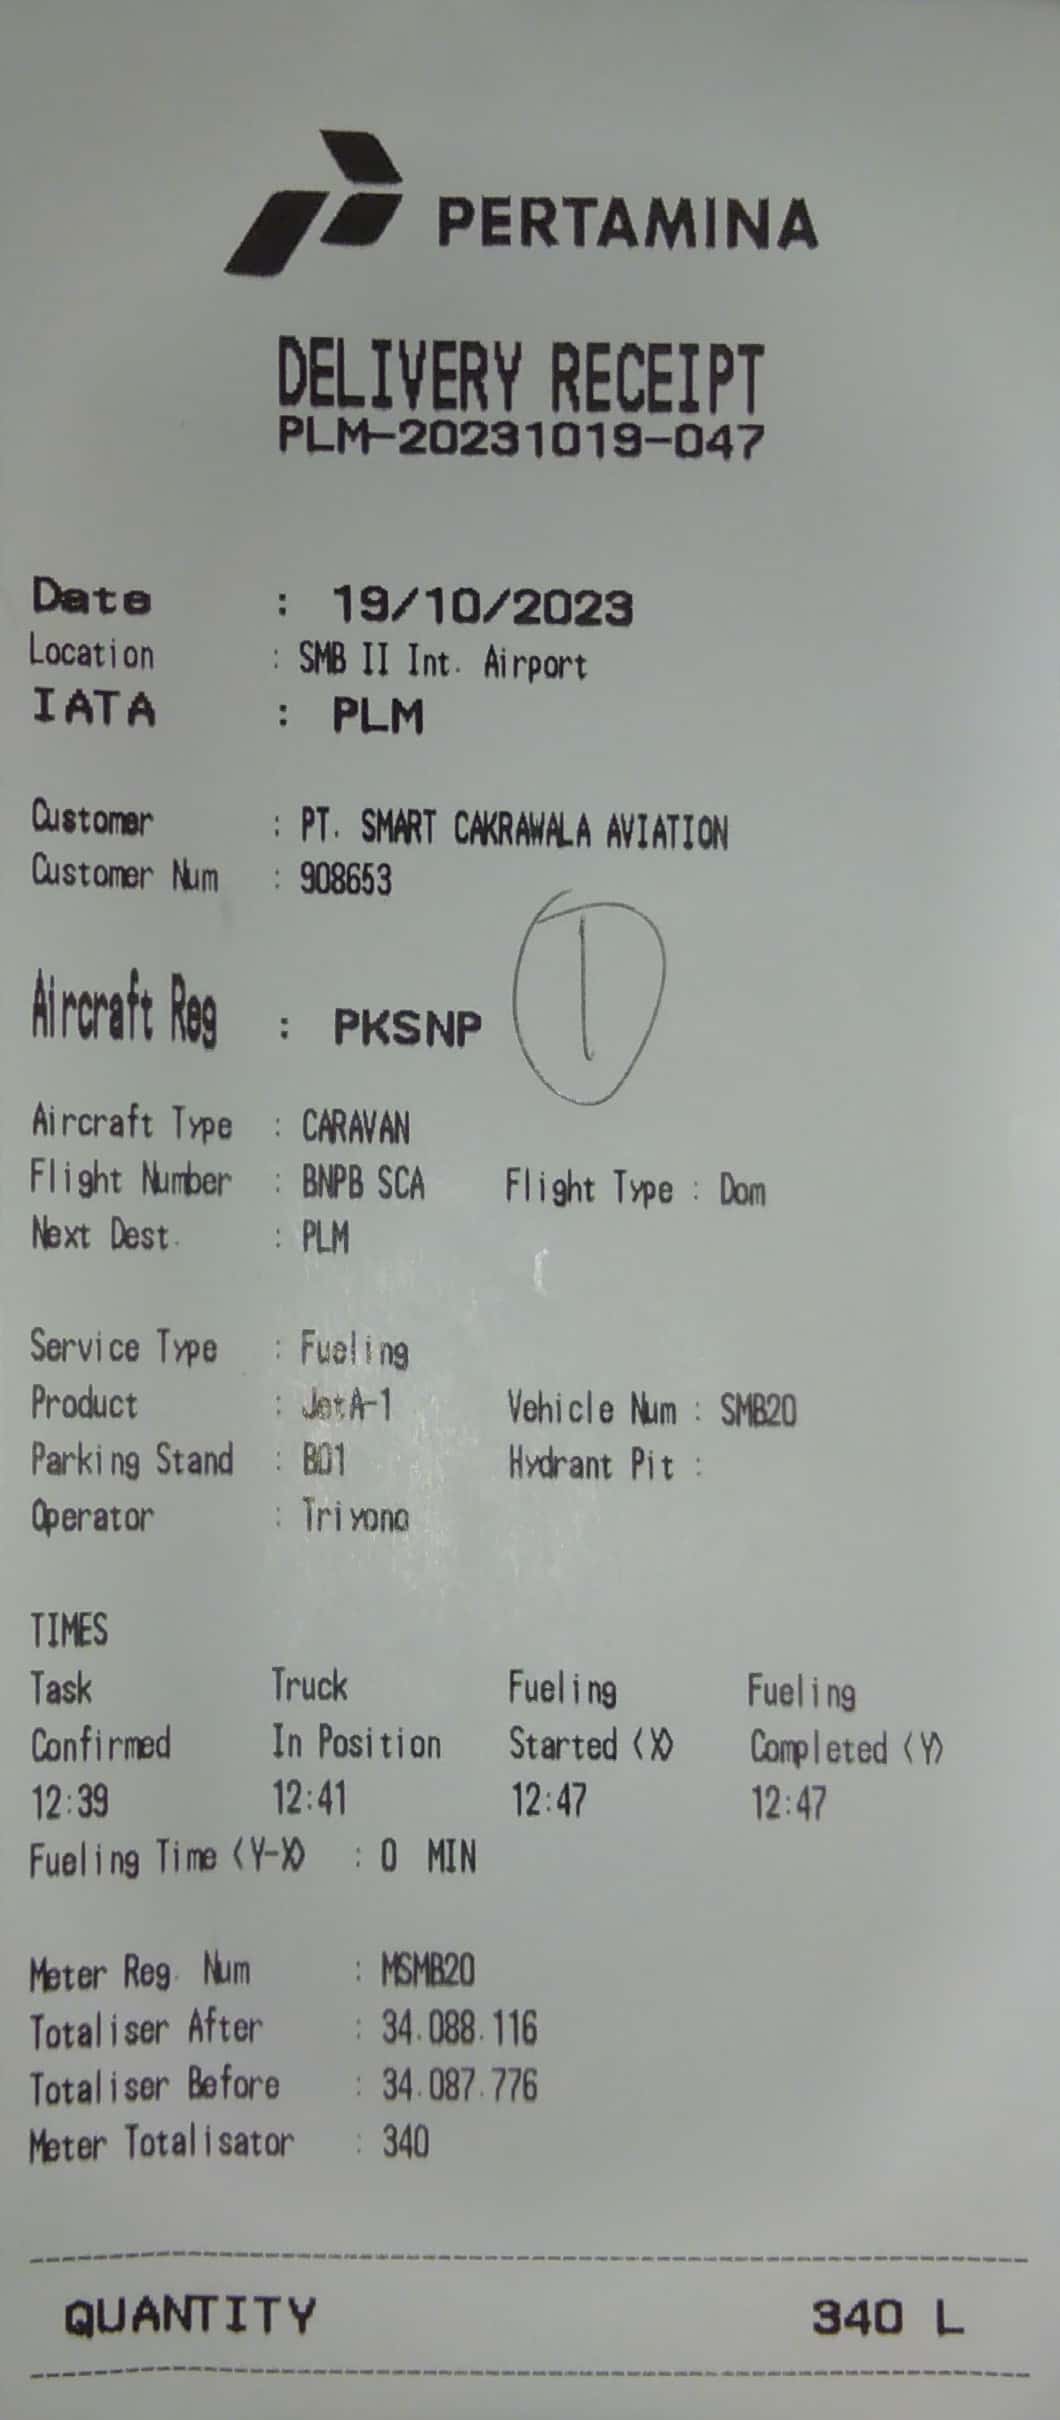 PERTAMINA
DELIVERY RECEIPT
PLM-20231019-047
Date : 19/10/2023
Location : SMB II Int. Airport
IATA : PLM
Customer : PT. SMART CAKRAWALA AVIATION
Customer Num : 908653
1
Aircraft Reg : PKSNP
Aircraft Type : CARAVAN
Flight Number : BNPB SCA Flight Type : Dom
Next Dest. : PLM
Service Type : Fueling
Product : JetA-1 Vehicle Num : SMB20
Parking Stand : B01 Hydrant Pit :
Operator : Triyono
TIMES
Task Truck Fueling Fueling
Confirmed In Position Started (X) Completed (Y)
12:39 12:41 12:47 12:47
Fueling Time (Y-X) : 0 MIN
Meter Reg. Num : MSMB20
Totaliser After : 34.088.116
Totaliser Before : 34.087.776
Meter Totalisator : 340
QUANTITY 340 L